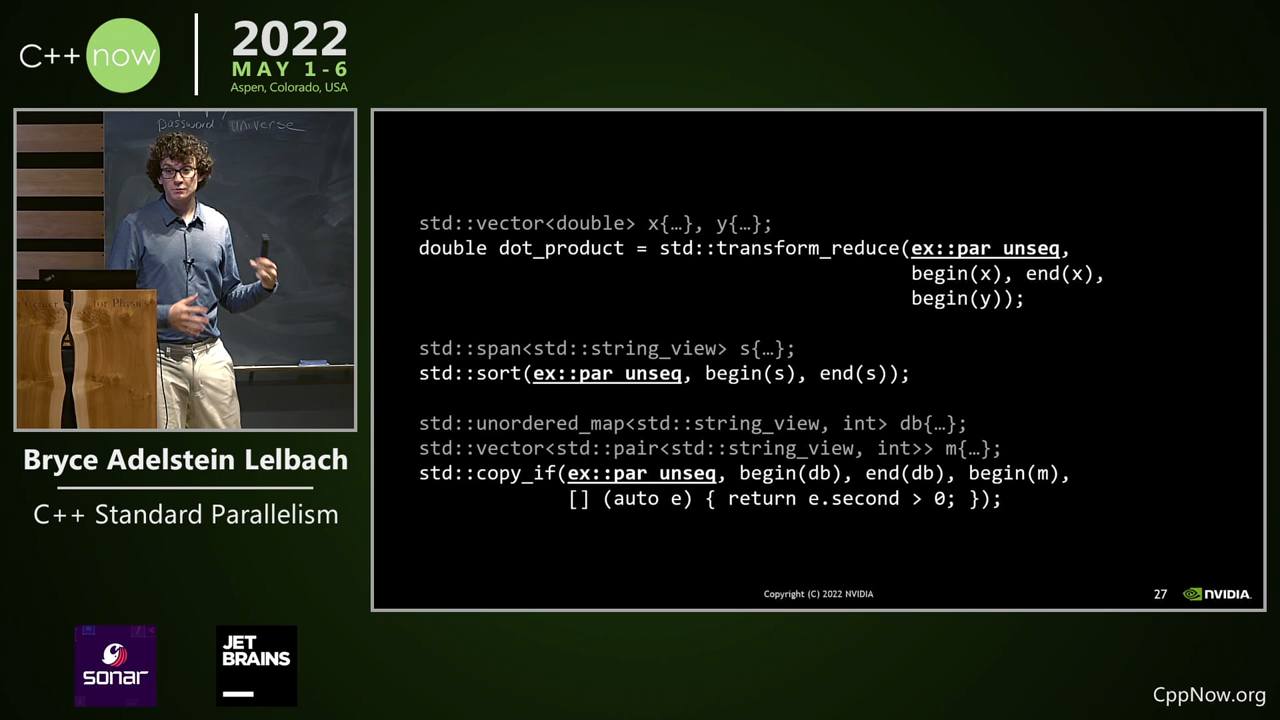 C++ now
2022
MAY 1-6
Aspen, Colorado, USA
password universe
Center for Physics
Bryce Adelstein Lelbach
C++ Standard Parallelism
std::vector<double> x{…}, y{…};
double dot_product = std::transform_reduce(ex::par_unseq,
begin(x), end(x),
begin(y));
std::span<std::string_view> s{…};
std::sort(ex::par_unseq, begin(s), end(s));
std::unordered_map<std::string_view, int> db{…};
std::vector<std::pair<std::string_view, int>> m{…};
std::copy_if(ex::par_unseq, begin(db), end(db), begin(m),
[] (auto e) { return e.second > 0; });
Copyright (C) 2022 NVIDIA
27
NVIDIA.
sonar
JET
BRAINS
CppNow.org